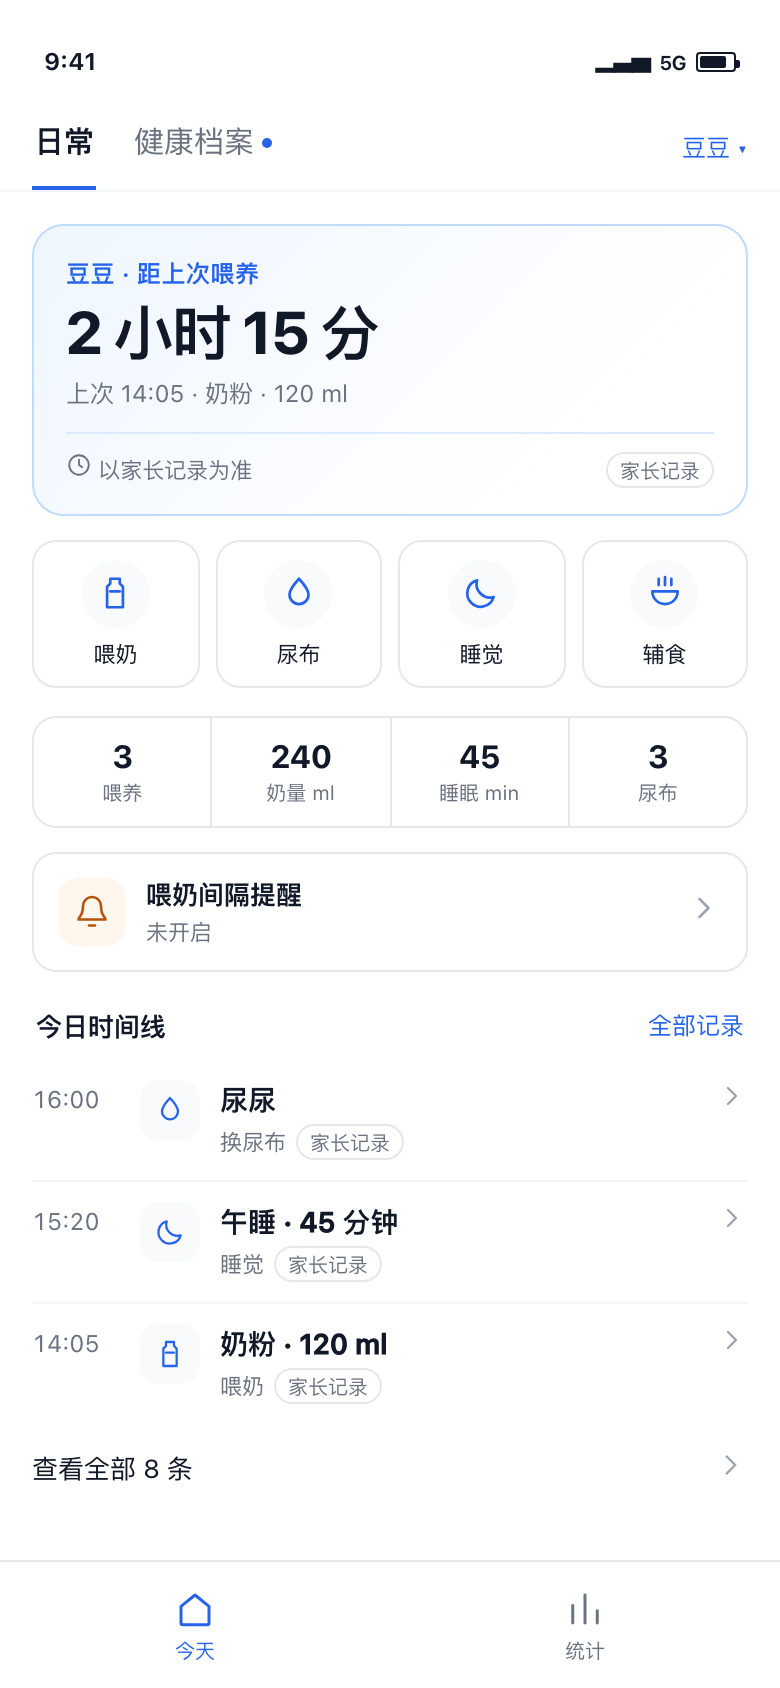 9:41
5G
日常
健康档案
豆豆
豆豆 · 距上次喂养
2 小时 15 分
上次 14:05 · 奶粉 · 120 ml
以家长记录为准
家长记录
喂奶
尿布
睡觉
辅食
3
喂养
240
奶量 ml
45
睡眠 min
3
尿布
喂奶间隔提醒
未开启
今日时间线
全部记录
16:00
尿尿
换尿布
家长记录
15:20
午睡 · 45 分钟
睡觉
家长记录
14:05
奶粉 · 120 ml
喂奶
家长记录
查看全部 8 条
今天
统计